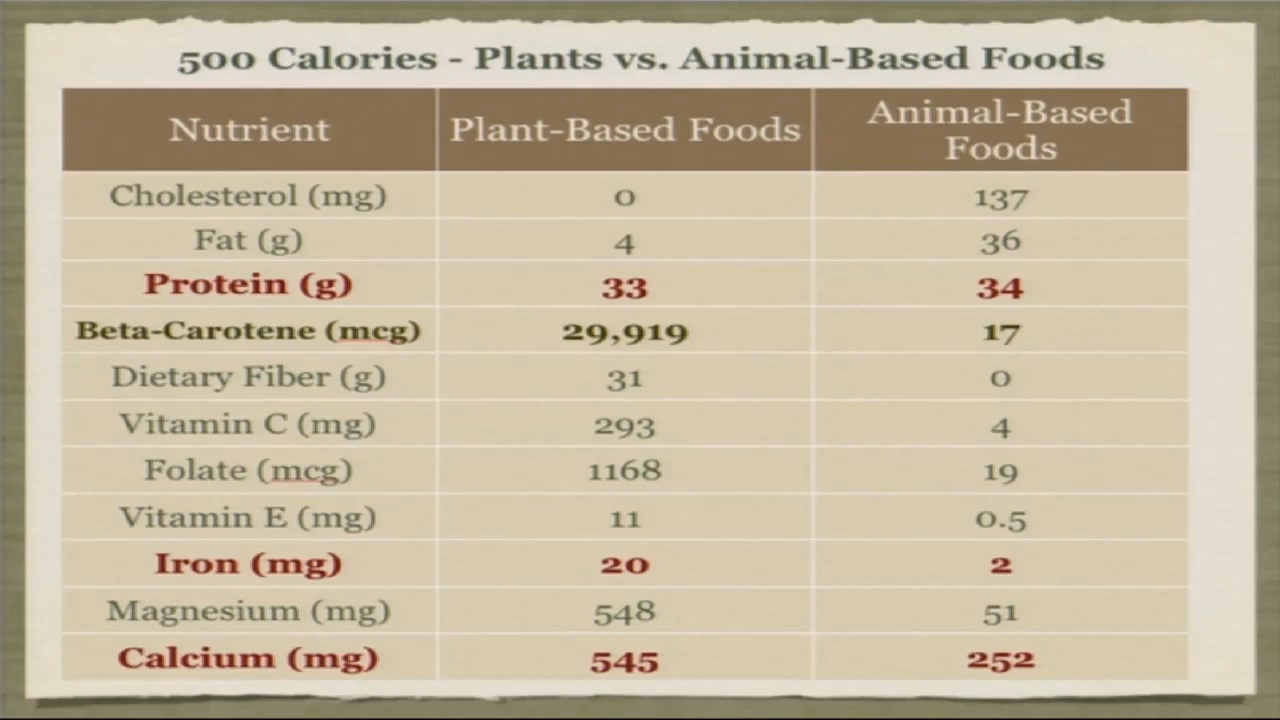 500 Calories - Plants vs. Animal-Based Foods
Nutrient Plant-Based Foods Animal-Based Foods
Cholesterol (mg) 0 137
Fat (g) 4 36
Protein (g) 33 34
Beta-Carotene (mcg) 29,919 17
Dietary Fiber (g) 31 0
Vitamin C (mg) 293 4
Folate (mcg) 1168 19
Vitamin E (mg) 11 0.5
Iron (mg) 20 2
Magnesium (mg) 548 51
Calcium (mg) 545 252